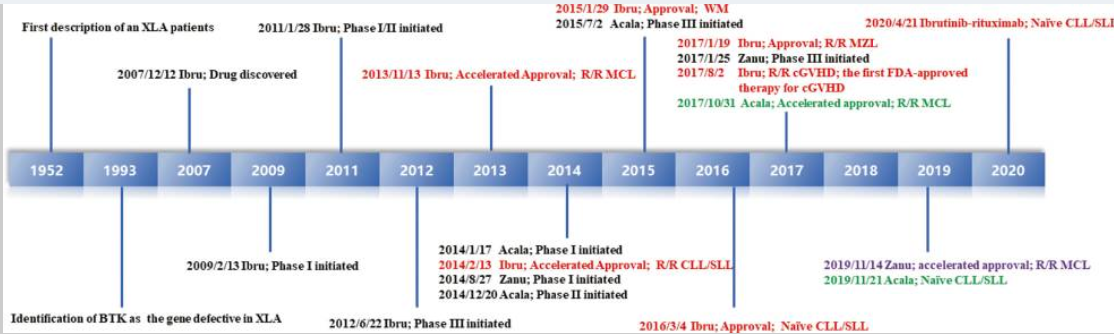 2015/1/29 Ibru; Approval; WM
2015/7/2 Acala; Phase III initiated
2020/4/21 Ibrutinib-rituximab; Naïve CLL/SLL
First description of an XLA patients
2011/1/28 Ibru; Phase I/II initiated
2017/1/19 Ibru; Approval; R/R MZL
2017/1/25 Zanu; Phase III initiated
2017/8/2 Ibru; R/R cGVHD; the first FDA-approved
therapy for cGVHD
2017/10/31 Acala; Accelerated approval; R/R MCL
2007/12/12 Ibru; Drug discovered
2013/11/13 Ibru; Accelerated Approval; R/R MCL
1952 1993 2007 2009 2011 2012 2013 2014 2015 2016 2017 2018 2019 2020
2009/2/13 Ibru; Phase I initiated
2014/1/17 Acala; Phase I initiated
2014/2/13 Ibru; Accelerated Approval; R/R CLL/SLL
2014/8/27 Zanu; Phase I initiated
2014/12/20 Acala; Phase II initiated
2019/11/14 Zanu; accelerated approval; R/R MCL
2019/11/21 Acala; Naïve CLL/SLL
Identification of BTK as the gene defective in XLA
2012/6/22 Ibru; Phase III initiated
2016/3/4 Ibru; Approval; Naïve CLL/SLL